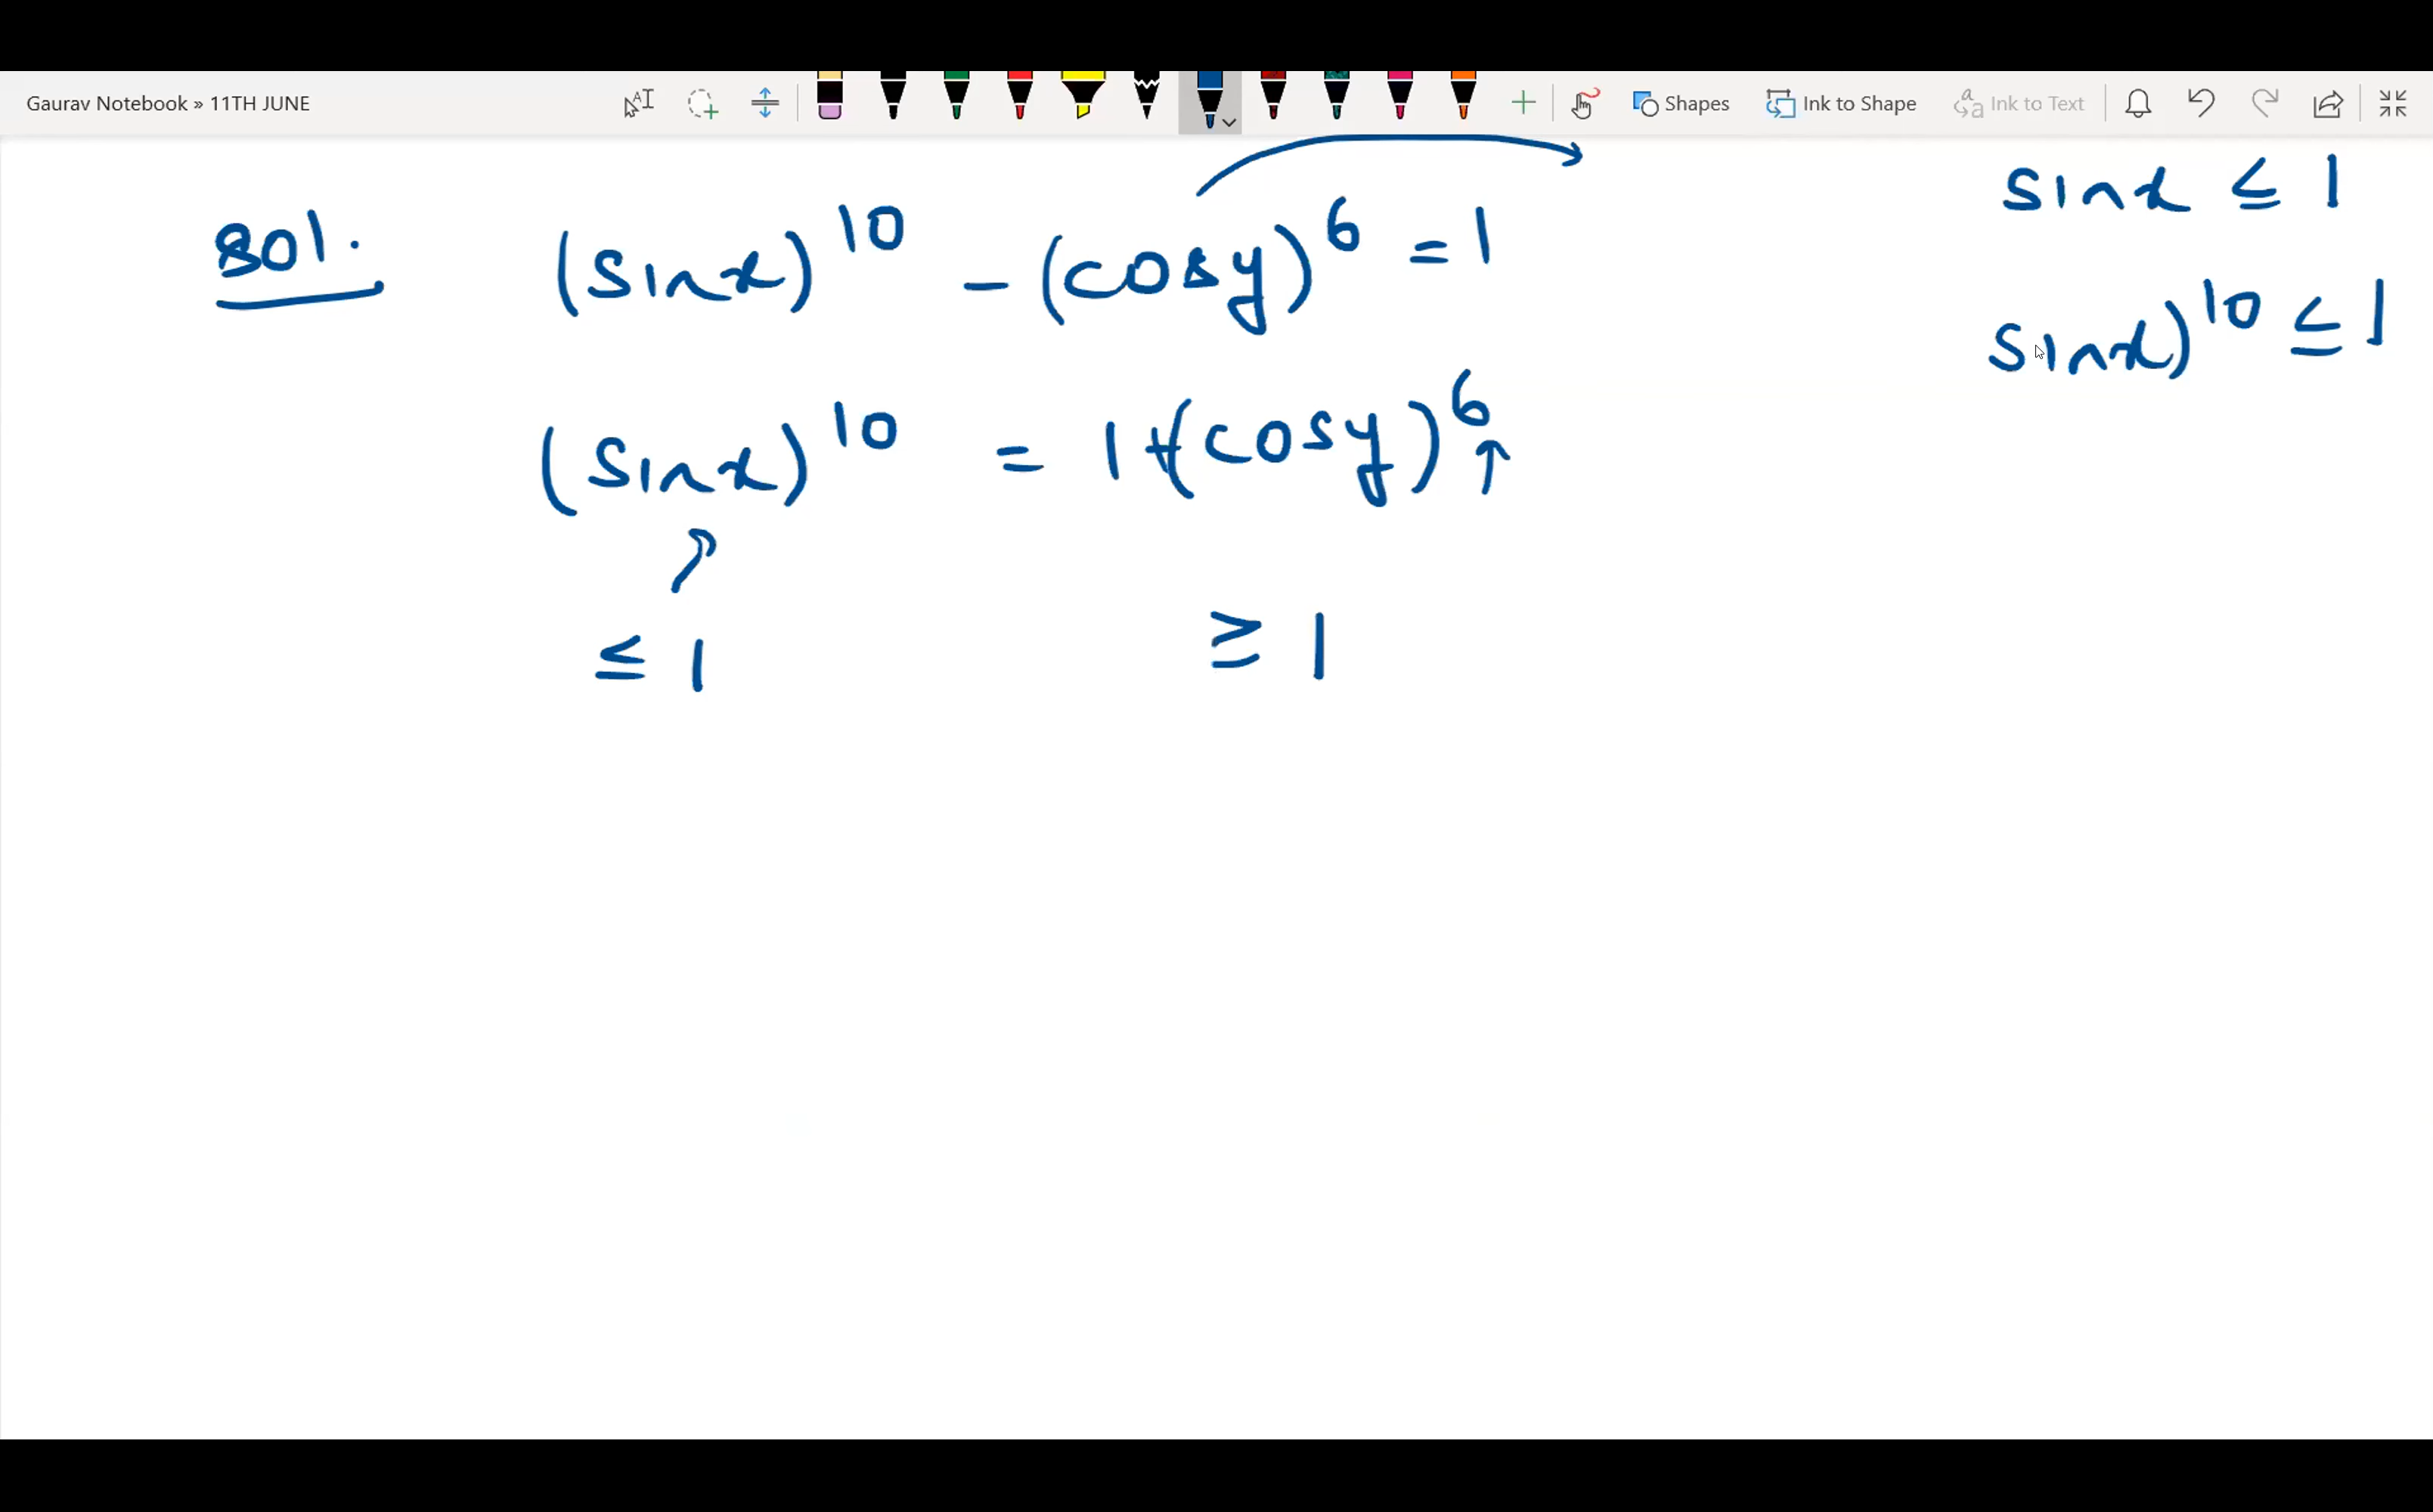 Gaurav Notebook » 11TH JUNE
Shapes
Ink to Shape
Ink to Text
801.
(sinx)^10 - (cosy)^6 = 1
sinx ≤ 1
sinx)^10 ≤ 1
(sinx)^10 = 1+(cosy)^6
≤ 1
≥ 1